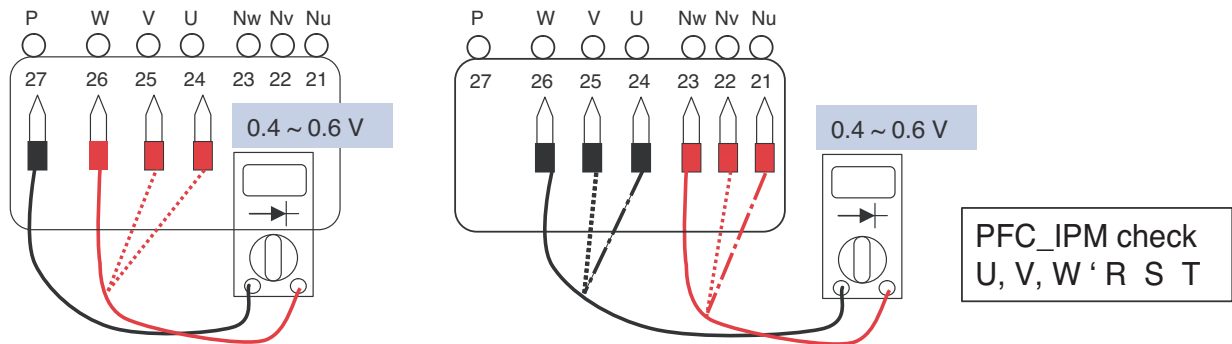 P W V U Nw Nv Nu
27 26 25 24 23 22 21
0.4 ~ 0.6 V
P W V U Nw Nv Nu
27 26 25 24 23 22 21
0.4 ~ 0.6 V
PFC_IPM check
U, V, W ‘ R S T